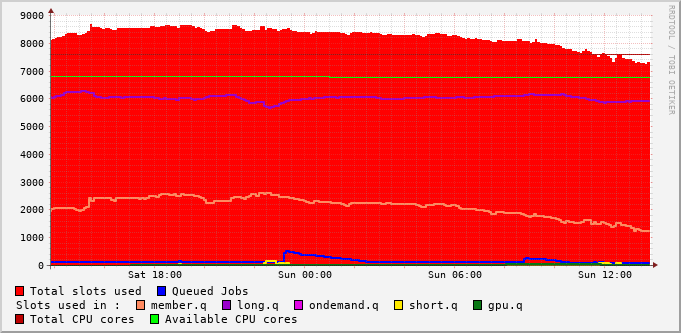 RRDTOOL / TOBI OETIKER
9000
8000
7000
6000
5000
4000
3000
2000
1000
0
Sat 18:00 Sun 00:00 Sun 06:00 Sun 12:00
Total slots used Queued Jobs
Slots used in : member.q long.q ondemand.q short.q gpu.q
Total CPU cores Available CPU cores